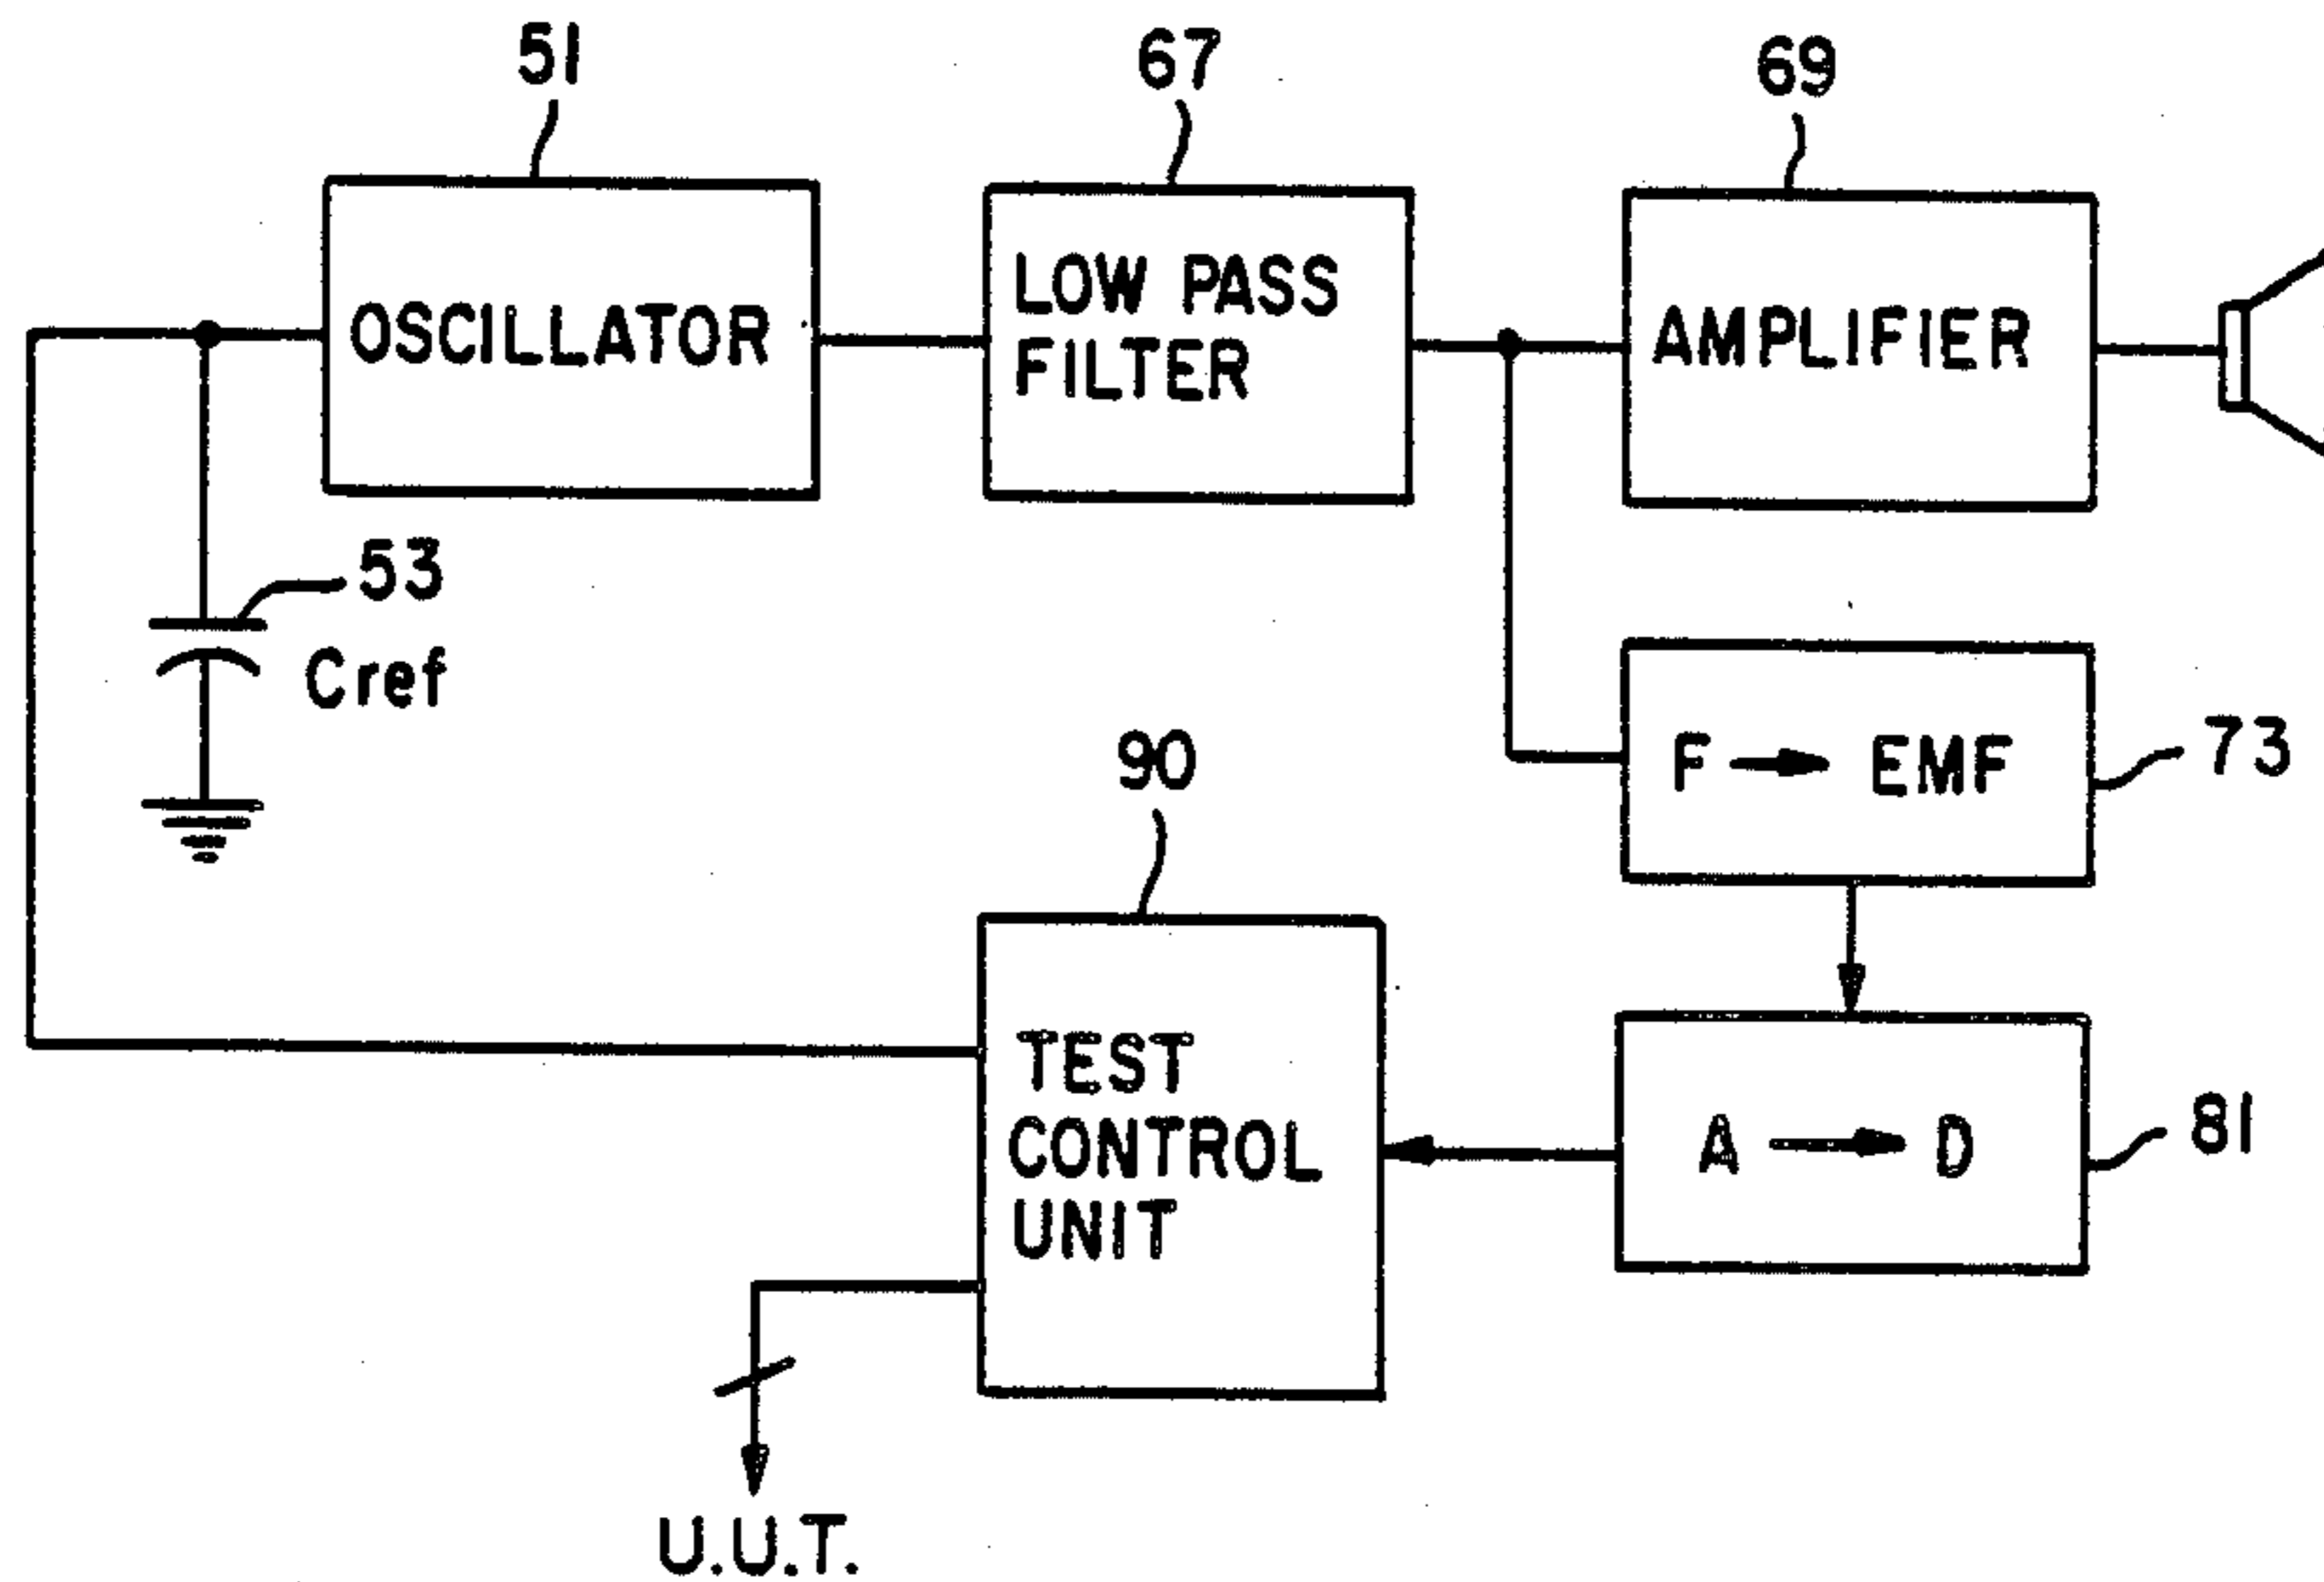 51
67
69
OSCILLATOR
LOW PASS
FILTER
AMPLIFIER
53
Cref
F → EMF
73
90
TEST
CONTROL
UNIT
A → D
81
U.U.T.